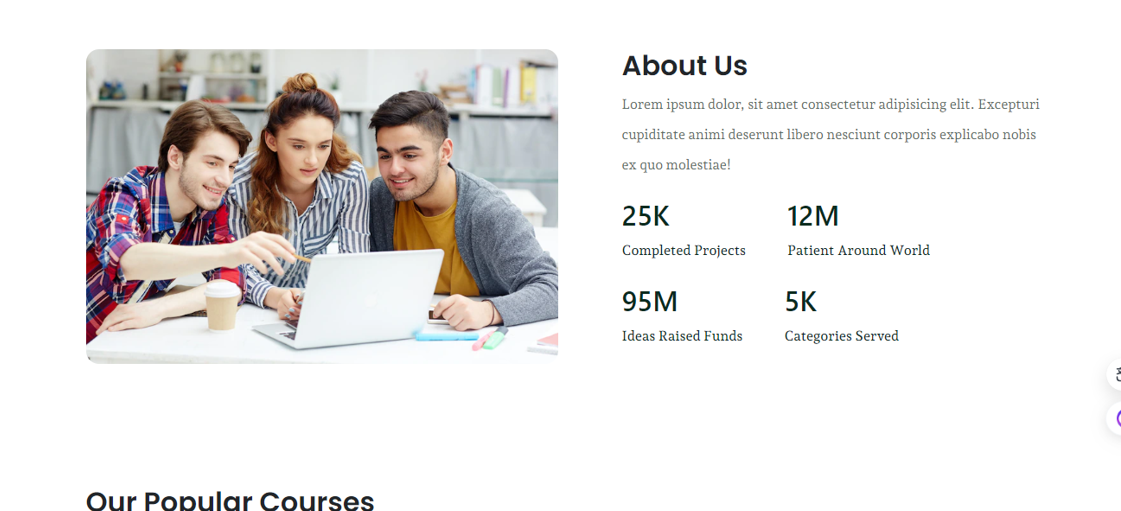 About Us
Lorem ipsum dolor, sit amet consectetur adipisicing elit. Excepturi
cupiditate animi deserunt libero nesciunt corporis explicabo nobis
ex quo molestiae!
25K 12M
Completed Projects Patient Around World
95M 5K
Ideas Raised Funds Categories Served
Our Popular Courses